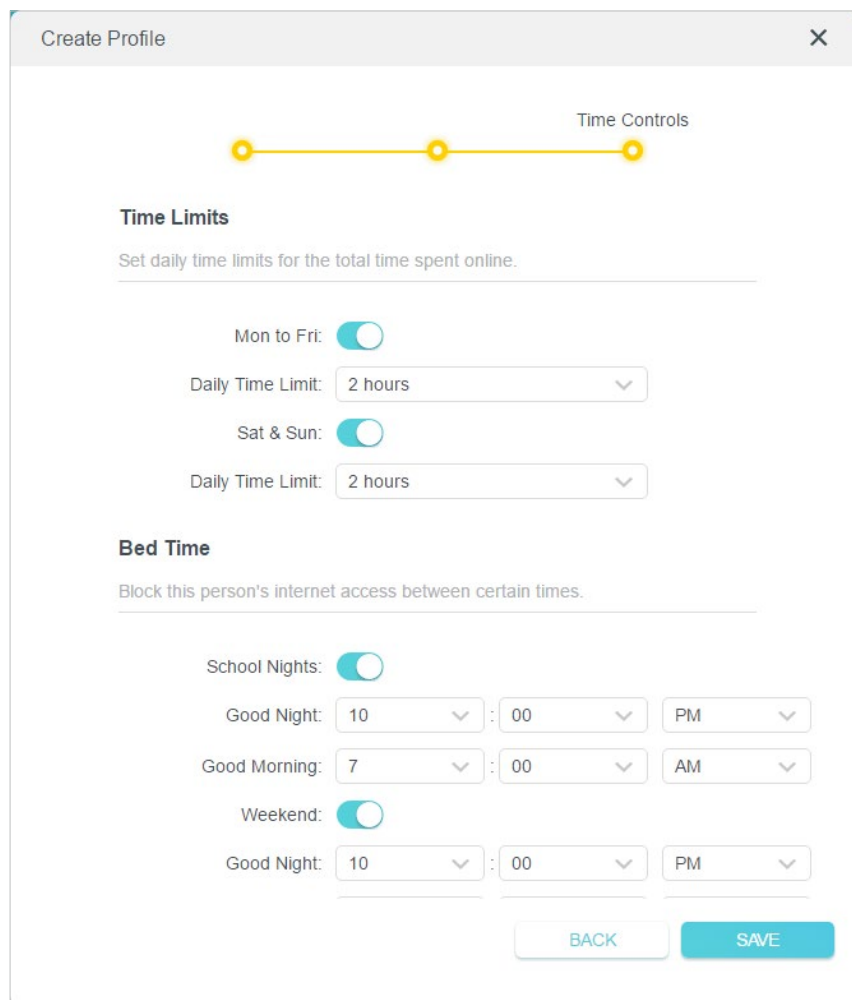 Create Profile
Time Controls
Time Limits
Set daily time limits for the total time spent online.
Mon to Fri:
Daily Time Limit: 2 hours
Sat & Sun:
Daily Time Limit: 2 hours
Bed Time
Block this person's internet access between certain times.
School Nights:
Good Night: 10 : 00 PM
Good Morning: 7 : 00 AM
Weekend:
Good Night: 10 : 00 PM
BACK SAVE